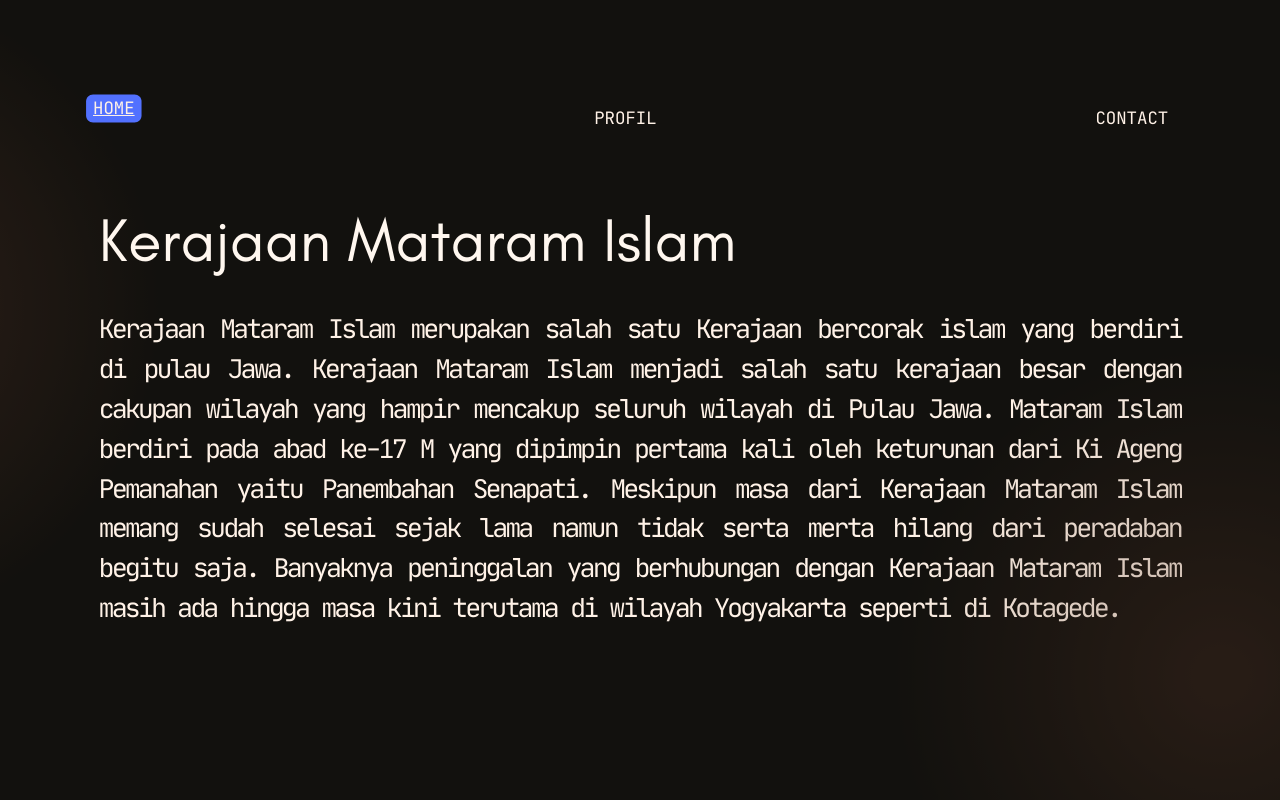 HOME
PROFIL
CONTACT
Kerajaan Mataram Islam
Kerajaan Mataram Islam merupakan salah satu Kerajaan bercorak islam yang berdiri
di pulau Jawa. Kerajaan Mataram Islam menjadi salah satu kerajaan besar dengan
cakupan wilayah yang hampir mencakup seluruh wilayah di Pulau Jawa. Mataram Islam
berdiri pada abad ke-17 M yang dipimpin pertama kali oleh keturunan dari Ki Ageng
Pemanahan yaitu Panembahan Senapati. Meskipun masa dari Kerajaan Mataram Islam
memang sudah selesai sejak lama namun tidak serta merta hilang dari peradaban
begitu saja. Banyaknya peninggalan yang berhubungan dengan Kerajaan Mataram Islam
masih ada hingga masa kini terutama di wilayah Yogyakarta seperti di Kotagede.